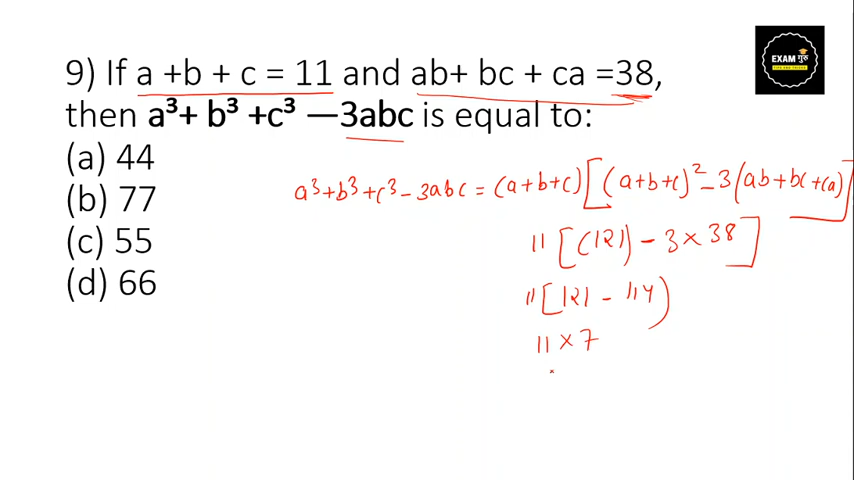 9) If a +b + c = 11 and ab+ bc + ca =38,
then a³+ b³ +c³ —3abc is equal to:
(a) 44
(b) 77
(c) 55
(d) 66
a³+b³+c³-3abc = (a+b+c)[(a+b+c)²-3(ab+bc+ca)]
11[(121)-3×38]
11[121-114)
11×7
EXAM गुरु